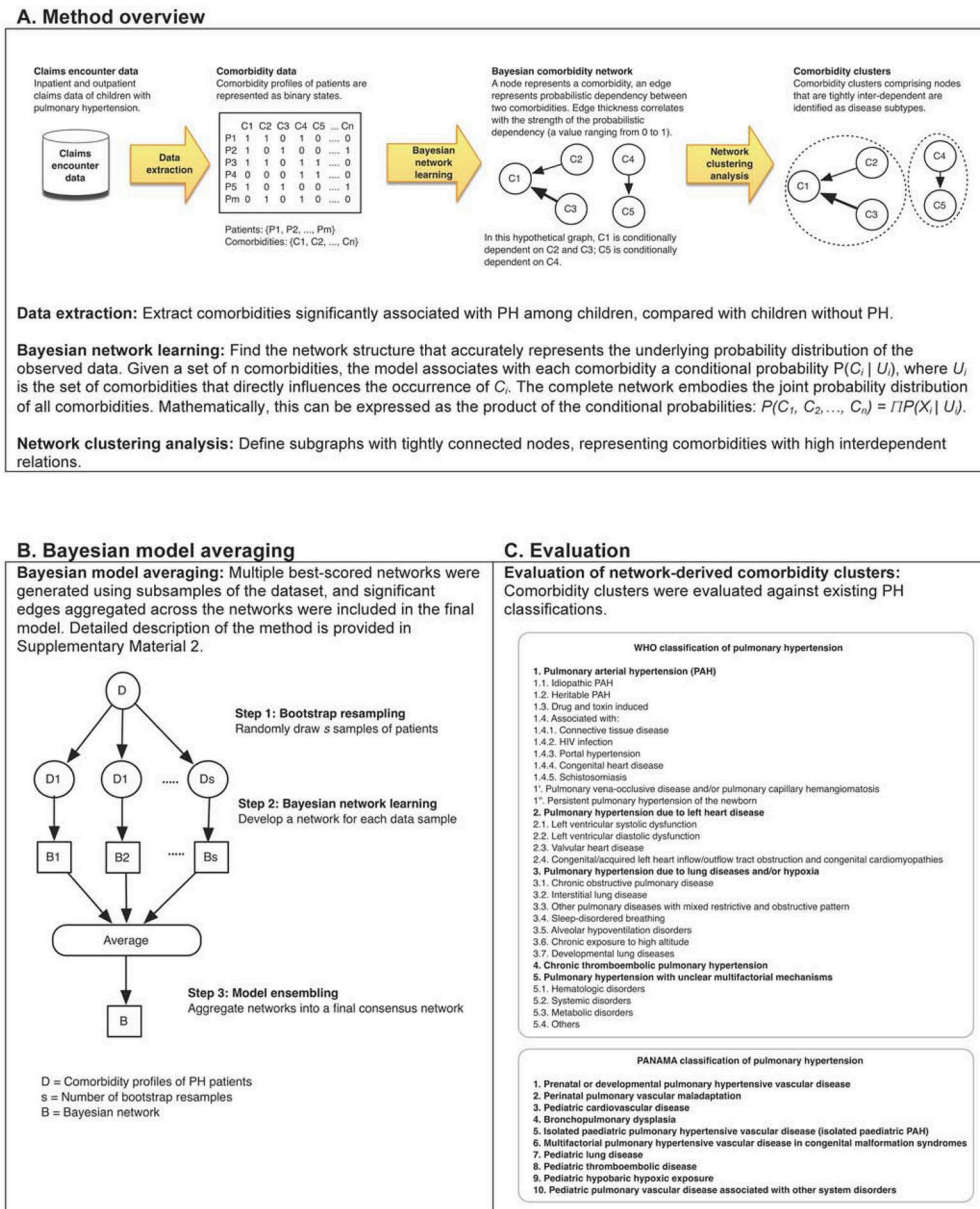 A. Method overview
Claims encounter data
Inpatient and outpatient
claims data of children with
pulmonary hypertension.
Claims
encounter
data
Data
extraction
Comorbidity data
Comorbidity profiles of patients are
represented as binary states.
C1 C2 C3 C4 C5 ... Cn
P1 1 1 0 1 0 .... 0
P2 1 0 1 0 0 .... 1
P3 1 1 0 1 1 .... 0
P4 0 0 0 1 1 .... 0
P5 1 0 1 0 0 .... 1
Pm 0 1 0 1 0 .... 0
Patients: {P1, P2, ..., Pm}
Comorbidities: {C1, C2, ..., Cn}
Bayesian
network
learning
Bayesian comorbidity network
A node represents a comorbidity, an edge
represents probabilistic dependency between
two comorbidities. Edge thickness correlates
with the strength of the probabilistic
dependency (a value ranging from 0 to 1).
C1
C2
C3
C4
C5
In this hypothetical graph, C1 is conditionally
dependent on C2 and C3; C5 is conditionally
dependent on C4.
Network
clustering
analysis
Comorbidity clusters
Comorbidity clusters comprising nodes
that are tightly inter-dependent are
identified as disease subtypes.
C1
C2
C3
C4
C5
Data extraction: Extract comorbidities significantly associated with PH among children, compared with children without PH.
Bayesian network learning: Find the network structure that accurately represents the underlying probability distribution of the
observed data. Given a set of n comorbidities, the model associates with each comorbidity a conditional probability P(Cᵢ | Uᵢ), where Uᵢ
is the set of comorbidities that directly influences the occurrence of Cᵢ. The complete network embodies the joint probability distribution
of all comorbidities. Mathematically, this can be expressed as the product of the conditional probabilities: P(C₁, C₂,…, Cₙ) = ΠP(Xᵢ | Uᵢ).
Network clustering analysis: Define subgraphs with tightly connected nodes, representing comorbidities with high interdependent
relations.
B. Bayesian model averaging
Bayesian model averaging: Multiple best-scored networks were
generated using subsamples of the dataset, and significant
edges aggregated across the networks were included in the final
model. Detailed description of the method is provided in
Supplementary Material 2.
D
Step 1: Bootstrap resampling
Randomly draw s samples of patients
D1 D1 ..... Ds
Step 2: Bayesian network learning
Develop a network for each data sample
B1 B2 ..... Bs
Average
Step 3: Model ensembling
Aggregate networks into a final consensus network
B
D = Comorbidity profiles of PH patients
s = Number of bootstrap resamples
B = Bayesian network
C. Evaluation
Evaluation of network-derived comorbidity clusters:
Comorbidity clusters were evaluated against existing PH
classifications.
WHO classification of pulmonary hypertension
1. Pulmonary arterial hypertension (PAH)
1.1. Idiopathic PAH
1.2. Heritable PAH
1.3. Drug and toxin induced
1.4. Associated with:
1.4.1. Connective tissue disease
1.4.2. HIV infection
1.4.3. Portal hypertension
1.4.4. Congenital heart disease
1.4.5. Schistosomiasis
1'. Pulmonary vena-occlusive disease and/or pulmonary capillary hemangiomatosis
1". Persistent pulmonary hypertension of the newborn
2. Pulmonary hypertension due to left heart disease
2.1. Left ventricular systolic dysfunction
2.2. Left ventricular diastolic dysfunction
2.3. Valvular heart disease
2.4. Congenital/acquired left heart inflow/outflow tract obstruction and congenital cardiomyopathies
3. Pulmonary hypertension due to lung diseases and/or hypoxia
3.1. Chronic obstructive pulmonary disease
3.2. Interstitial lung disease
3.3. Other pulmonary diseases with mixed restrictive and obstructive pattern
3.4. Sleep-disordered breathing
3.5. Alveolar hypoventilation disorders
3.6. Chronic exposure to high altitude
3.7. Developmental lung diseases
4. Chronic thromboembolic pulmonary hypertension
5. Pulmonary hypertension with unclear multifactorial mechanisms
5.1. Hematologic disorders
5.2. Systemic disorders
5.3. Metabolic disorders
5.4. Others
PANAMA classification of pulmonary hypertension
1. Prenatal or developmental pulmonary hypertensive vascular disease
2. Perinatal pulmonary vascular maladaptation
3. Pediatric cardiovascular disease
4. Bronchopulmonary dysplasia
5. Isolated paediatric pulmonary hypertensive vascular disease (isolated paediatric PAH)
6. Multifactorial pulmonary hypertensive vascular disease in congenital malformation syndromes
7. Pediatric lung disease
8. Pediatric thromboembolic disease
9. Pediatric hypobaric hypoxic exposure
10. Pediatric pulmonary vascular disease associated with other system disorders